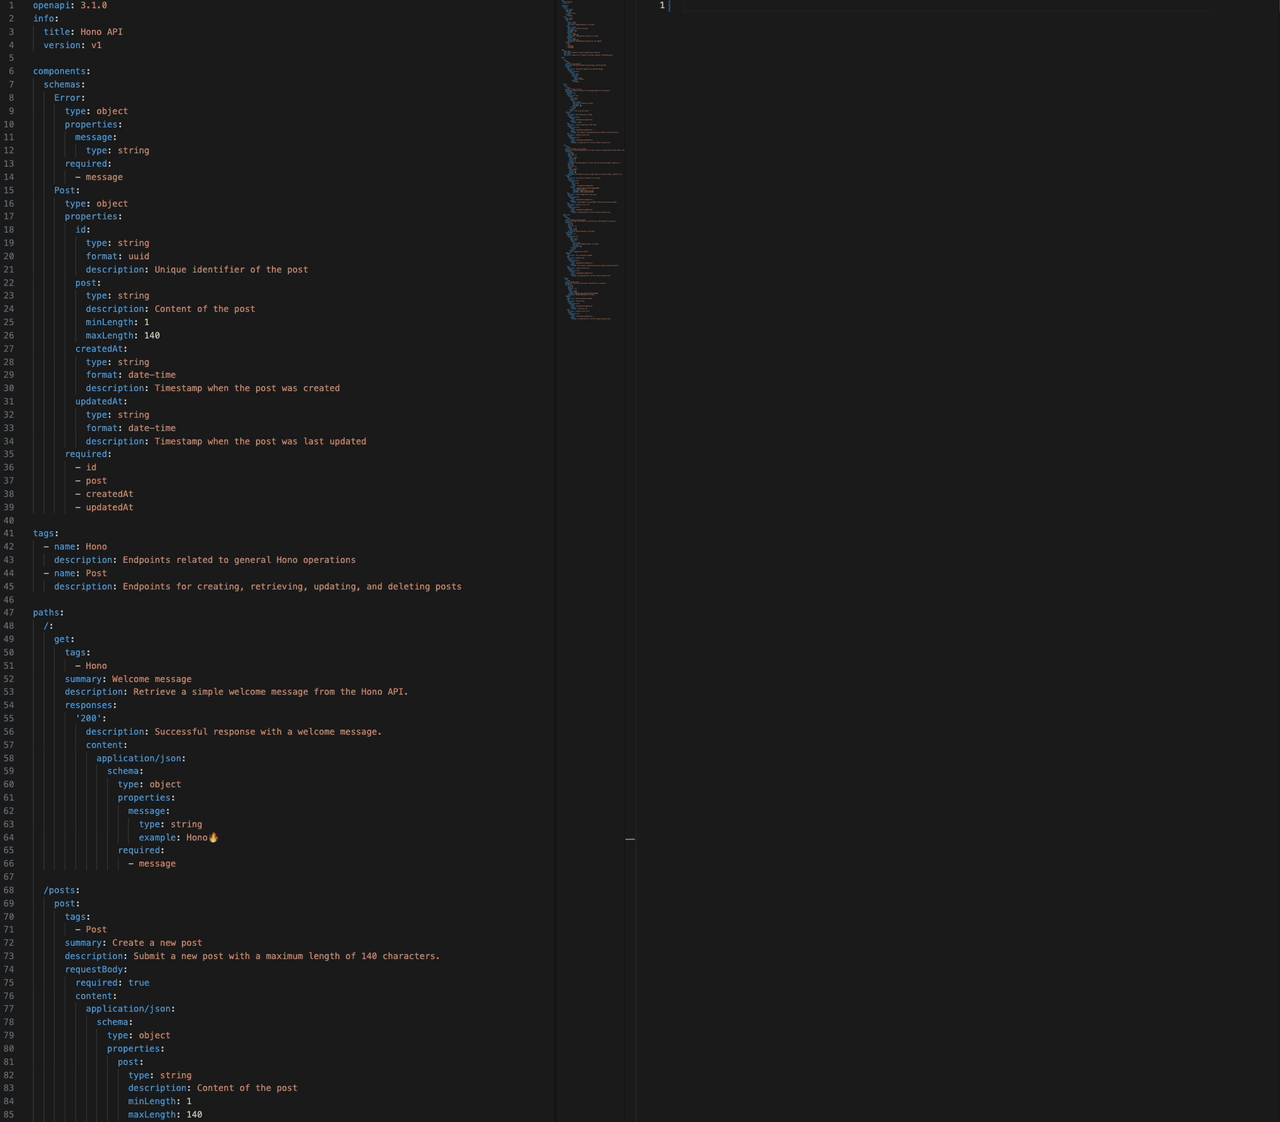 1 openapi: 3.1.0
2 info:
3   title: Hono API
4   version: v1
5
6 components:
7   schemas:
8     Error:
9       type: object
10       properties:
11         message:
12           type: string
13       required:
14         - message
15     Post:
16       type: object
17       properties:
18         id:
19           type: string
20           format: uuid
21           description: Unique identifier of the post
22         post:
23           type: string
24           description: Content of the post
25           minLength: 1
26           maxLength: 140
27         createdAt:
28           type: string
29           format: date-time
30           description: Timestamp when the post was created
31         updatedAt:
32           type: string
33           format: date-time
34           description: Timestamp when the post was last updated
35       required:
36         - id
37         - post
38         - createdAt
39         - updatedAt
40
41 tags:
42   - name: Hono
43     description: Endpoints related to general Hono operations
44   - name: Post
45     description: Endpoints for creating, retrieving, updating, and deleting posts
46
47 paths:
48   /:
49     get:
50       tags:
51         - Hono
52       summary: Welcome message
53       description: Retrieve a simple welcome message from the Hono API.
54       responses:
55         '200':
56           description: Successful response with a welcome message.
57           content:
58             application/json:
59               schema:
60                 type: object
61                 properties:
62                   message:
63                     type: string
64                     example: Hono🔥
65                 required:
66                   - message
67
68   /posts:
69     post:
70       tags:
71         - Post
72       summary: Create a new post
73       description: Submit a new post with a maximum length of 140 characters.
74       requestBody:
75         required: true
76         content:
77           application/json:
78             schema:
79               type: object
80               properties:
81                 post:
82                   type: string
83                   description: Content of the post
84                   minLength: 1
85                   maxLength: 140
1